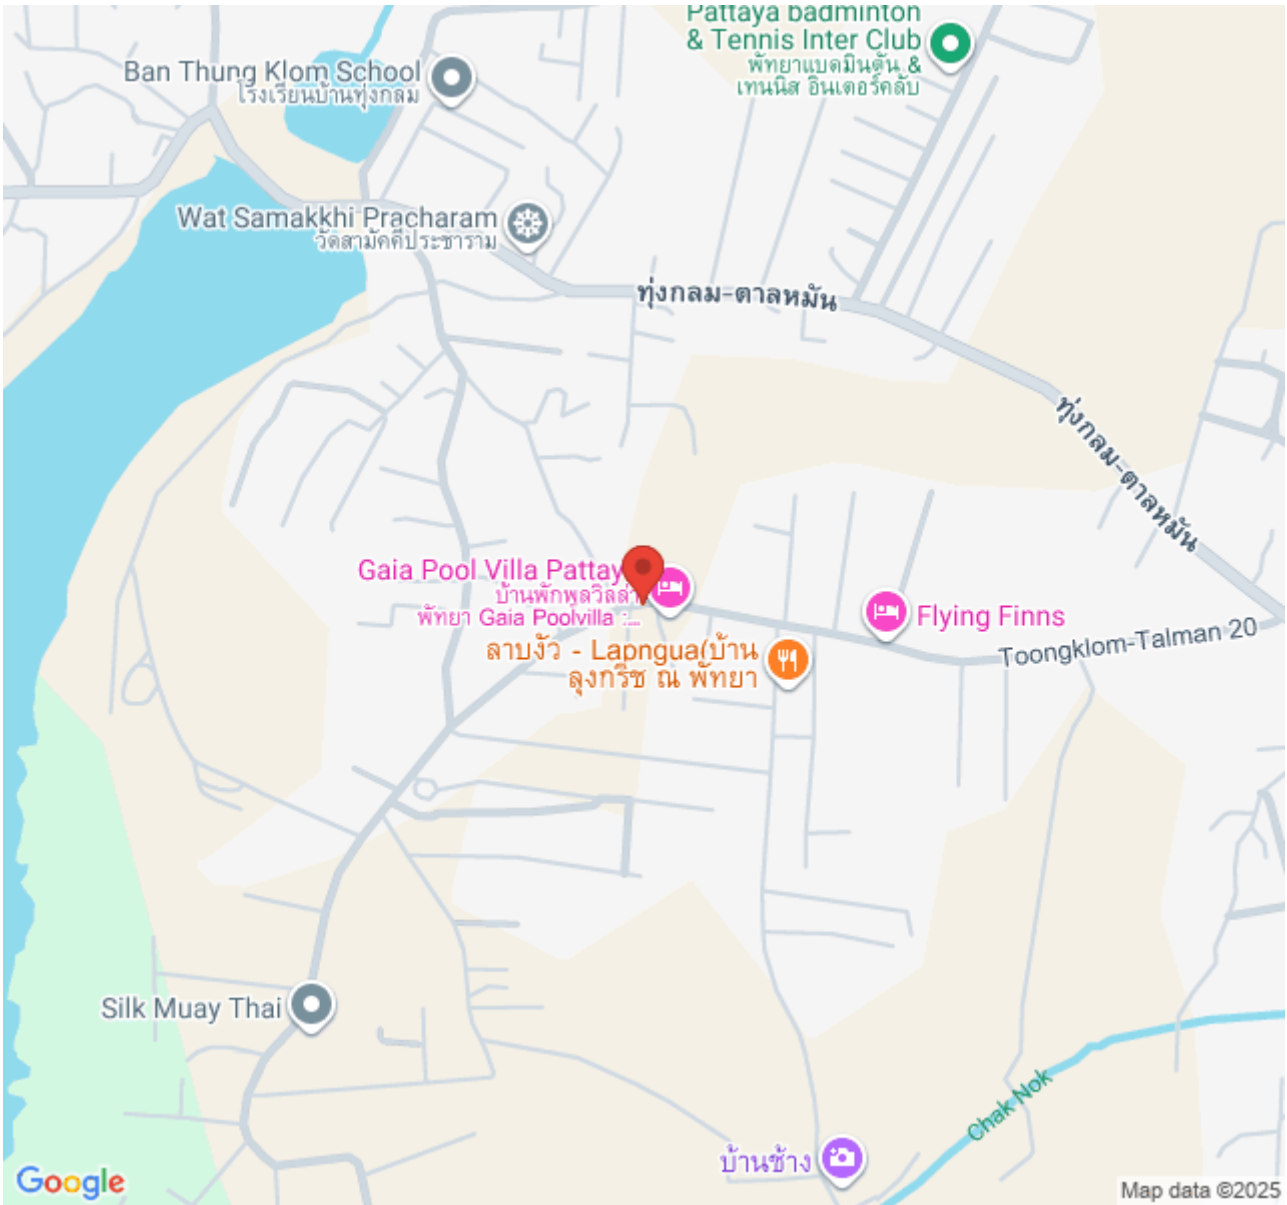 Pattaya badminton
& Tennis Inter Club
พัทยาแบดมินตัน &
เทนนิส อินเตอร์คลับ
Ban Thung Klom School
โรงเรียนบ้านทุ่งกลม
Wat Samakkhi Pracharam
วัดสามัคคีประชาราม
ทุ่งกลม-ตาลหมัน
ทุ่งกลม-ตาลหมัน
Gaia Pool Villa Pattay
บ้านพักพูลวิลล่า
พัทยา Gaia Poolvilla :...
Flying Finns
Toongklom-Talman 20
ลาบงัว - Lapngua(บ้าน
ลุงกริช ณ พัทยา
Silk Muay Thai
Chak Nok
บ้านช้าง
Google
Map data ©2025